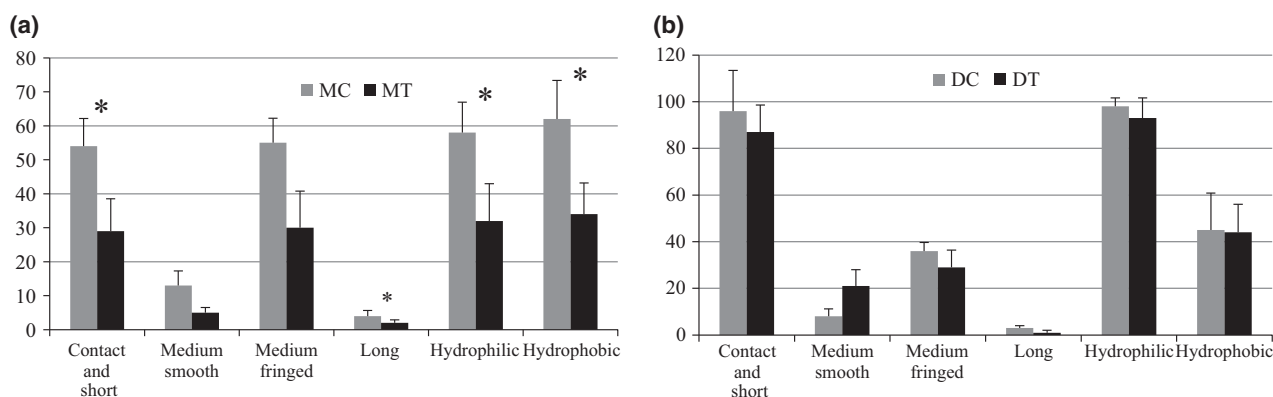 (a)
80
70
60
50
40
30
20
10
0
MC MT
*
*
*
*
Contact and short
Medium smooth
Medium fringed
Long
Hydrophilic
Hydrophobic
(b)
120
100
80
60
40
20
0
DC DT
Contact and short
Medium smooth
Medium fringed
Long
Hydrophilic
Hydrophobic